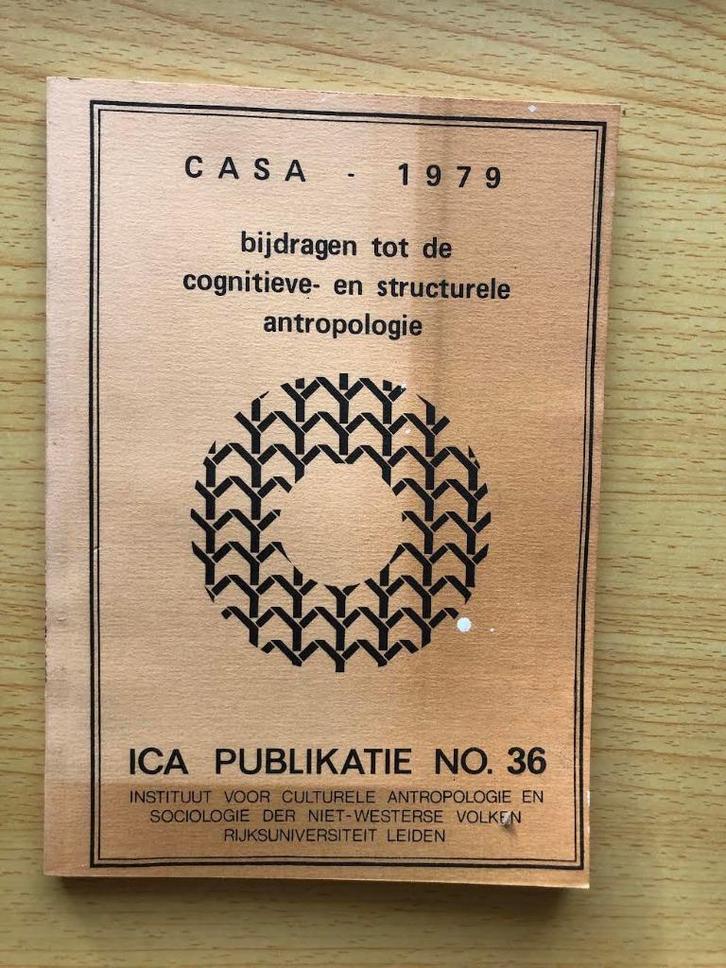 CASA - 1979
bijdragen tot de
cognitieve- en structurele
antropologie
ICA PUBLIKATIE NO. 36
INSTITUUT VOOR CULTURELE ANTROPOLOGIE EN
SOCIOLOGIE DER NIET-WESTERSE VOLKEN
RIJKSUNIVERSITEIT LEIDEN